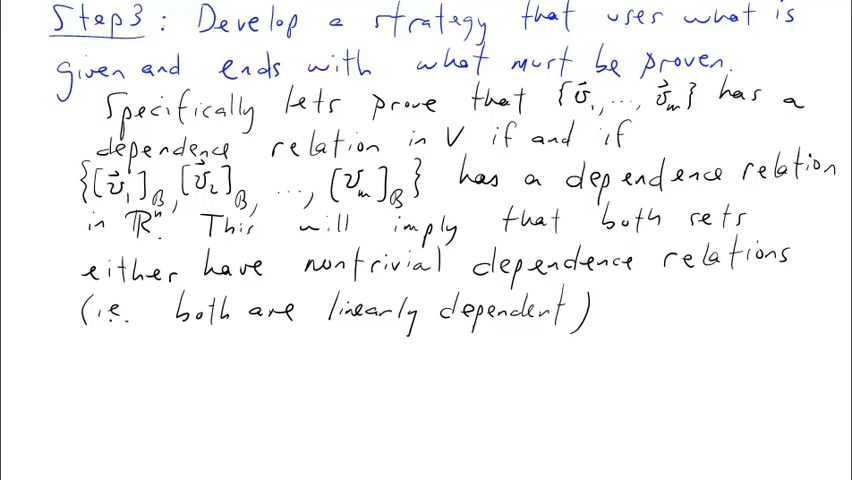 Step 3: Develop a strategy that uses what is
given and ends with what must be proven.
Specifically lets prove that {v⃗₁, ..., v⃗ₘ} has a
dependence relation in V if and if
{[v⃗₁]_B, [v⃗₂]_B, ..., [vₘ]_B} has a dependence relation
in ℝⁿ. This will imply that both sets
either have nontrivial dependence relations
(i.e. both are linearly dependent)